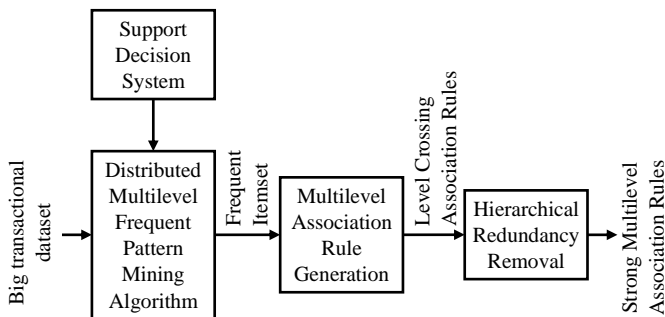 Support
Decision
System
Big transactional
dataset
Distributed
Multilevel
Frequent
Pattern
Mining
Algorithm
Frequent
Itemset
Multilevel
Association
Rule
Generation
Level Crossing
Association Rules
Hierarchical
Redundancy
Removal
Strong Multilevel
Association Rules